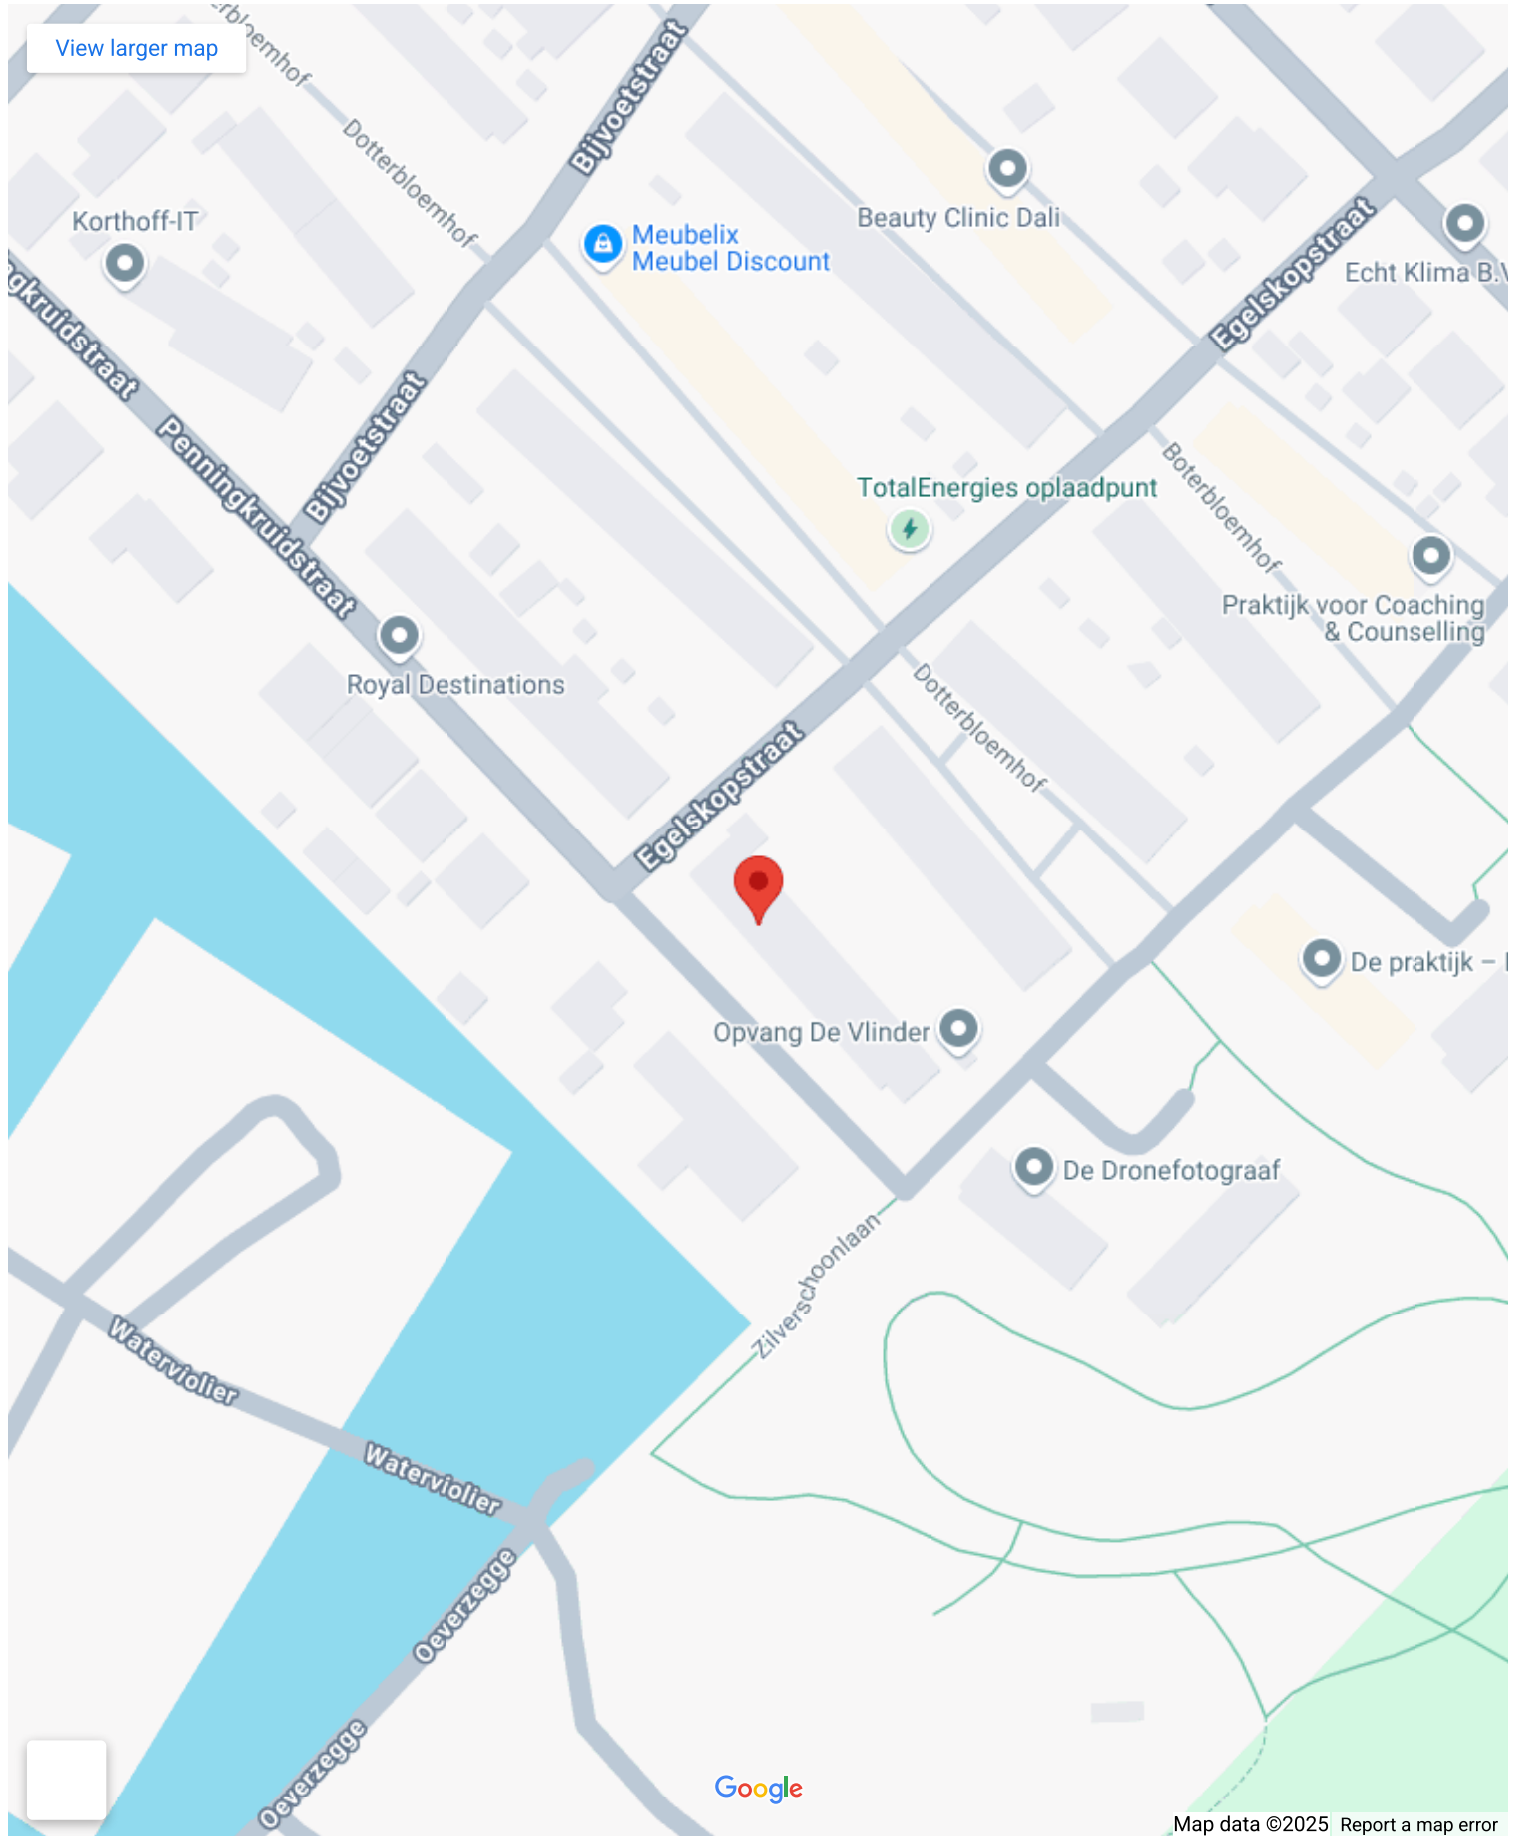 View larger map
rbloemhof
Dotterbloemhof
Bijvoetstraat
Beauty Clinic Dali
Korthoff-IT
Meubelix
Meubel Discount
Egelskopstraat
Echt Klima B.V
ngkruidstraat
Penningkruidstraat
Bijvoetstraat
TotalEnergies oplaadpunt
Boterbloemhof
Praktijk voor Coaching
& Counselling
Royal Destinations
Dotterbloemhof
Egelskopstraat
De praktijk –
Opvang De Vlinder
De Dronefotograaf
Zilverschoonlaan
Waterviolier
Waterviolier
Oeverzegge
Oeverzegge
Google
Map data ©2025
Report a map error